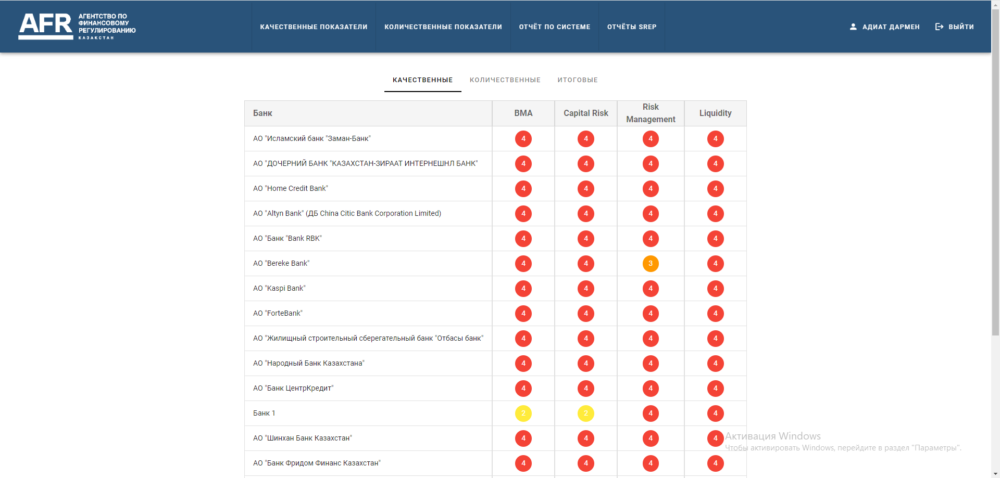 AFR
АГЕНТСТВО ПО
ФИНАНСОВОМУ
РЕГУЛИРОВАНИЮ
КАЗАКСТАН
КАЧЕСТВЕННЫЕ ПОКАЗАТЕЛИ
КОЛИЧЕСТВЕННЫЕ ПОКАЗАТЕЛИ
ОТЧЁТ ПО СИСТЕМЕ
ОТЧЁТЫ SREP
АДИАТ ДАРМЕН
ВЫЙТИ
КАЧЕСТВЕННЫЕ
КОЛИЧЕСТВЕННЫЕ
ИТОГОВЫЕ
Банк BMA Capital Risk Risk Management Liquidity
АО "Исламский банк "Заман-Банк" 4 4 4 4
АО "ДОЧЕРНИЙ БАНК "КАЗАХСТАН-ЗИРААТ ИНТЕРНЕШНЛ БАНК" 4 4 4 4
АО "Home Credit Bank" 4 4 4 4
АО "Altyn Bank" (ДБ China Citic Bank Corporation Limited) 4 4 4 4
АО "Банк "Bank RBK" 4 4 4 4
АО "Bereke Bank" 4 4 3 4
АО "Kaspi Bank" 4 4 4 4
АО "ForteBank" 4 4 4 4
АО "Жилищный строительный сберегательный банк "Отбасы банк" 4 4 4 4
АО "Народный Банк Казахстана" 4 4 4 4
АО "Банк ЦентрКредит" 4 4 4 4
Банк 1 2 2 4 4
АО "Шинхан Банк Казахстан" 4 4 4 4
АО "Банк Фридом Финанс Казахстан" 4 4 4 4
Активация Windows
Чтобы активировать Windows, перейдите в раздел "Параметры".